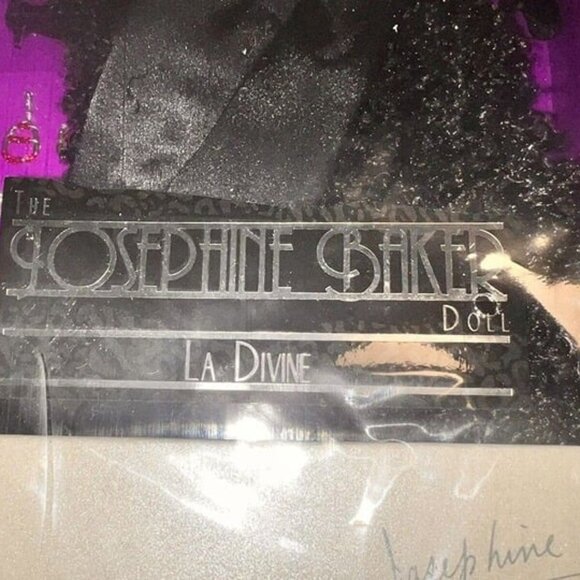 THE
JOSEPHINE BAKER
DOLL
LA DIVINE
Josephine